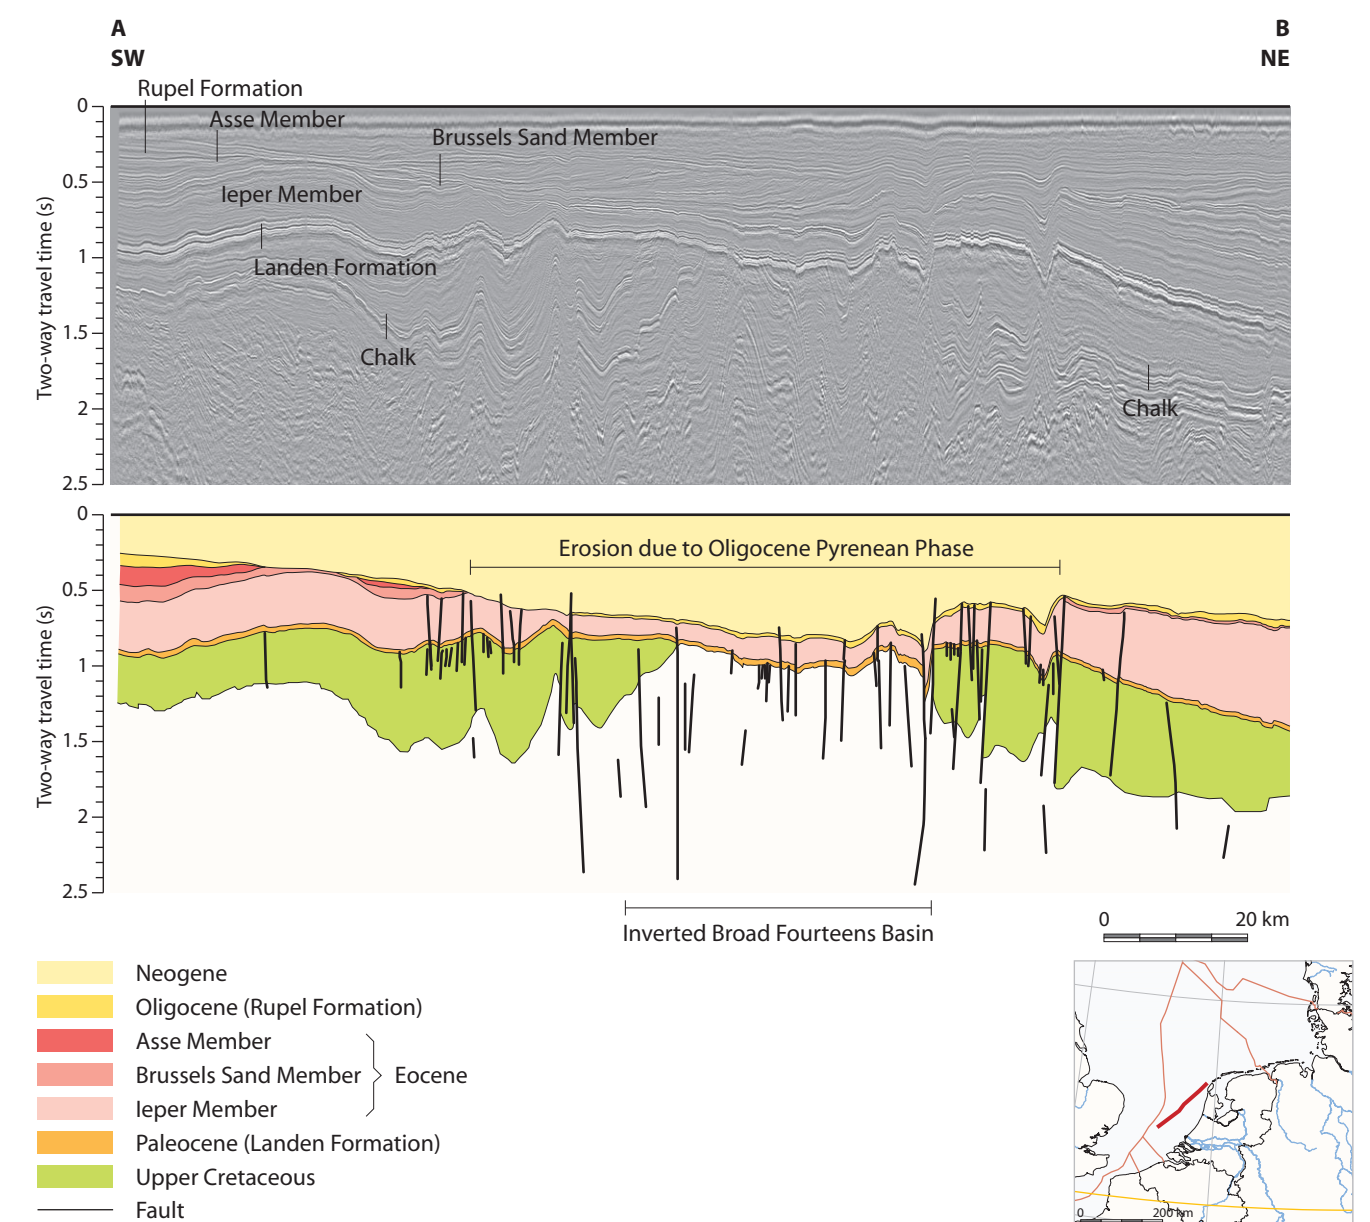 A
SW
B
NE
Rupel Formation
Asse Member
Brussels Sand Member
Ieper Member
Landen Formation
Chalk
Chalk
Two-way travel time (s)
0
0.5
1
1.5
2
2.5
Erosion due to Oligocene Pyrenean Phase
Two-way travel time (s)
0
0.5
1
1.5
2
2.5
Inverted Broad Fourteens Basin
0 20 km
Neogene
Oligocene (Rupel Formation)
Asse Member
Brussels Sand Member
Eocene
Ieper Member
Paleocene (Landen Formation)
Upper Cretaceous
Fault
0 200 km